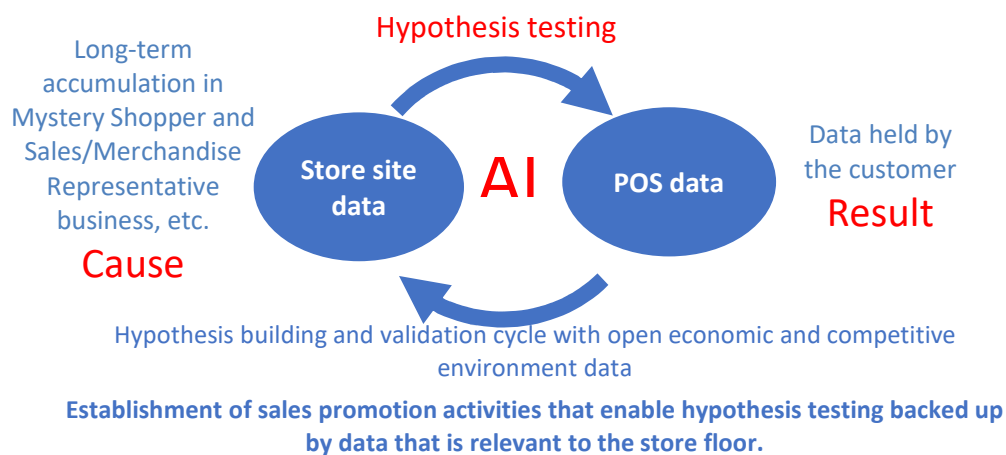 Hypothesis testing
Long-term
accumulation in
Mystery Shopper and
Sales/Merchandise
Representative
business, etc.
Cause
Store site
data
AI
POS data
Data held by
the customer
Result
Hypothesis building and validation cycle with open economic and competitive
environment data
Establishment of sales promotion activities that enable hypothesis testing backed up
by data that is relevant to the store floor.